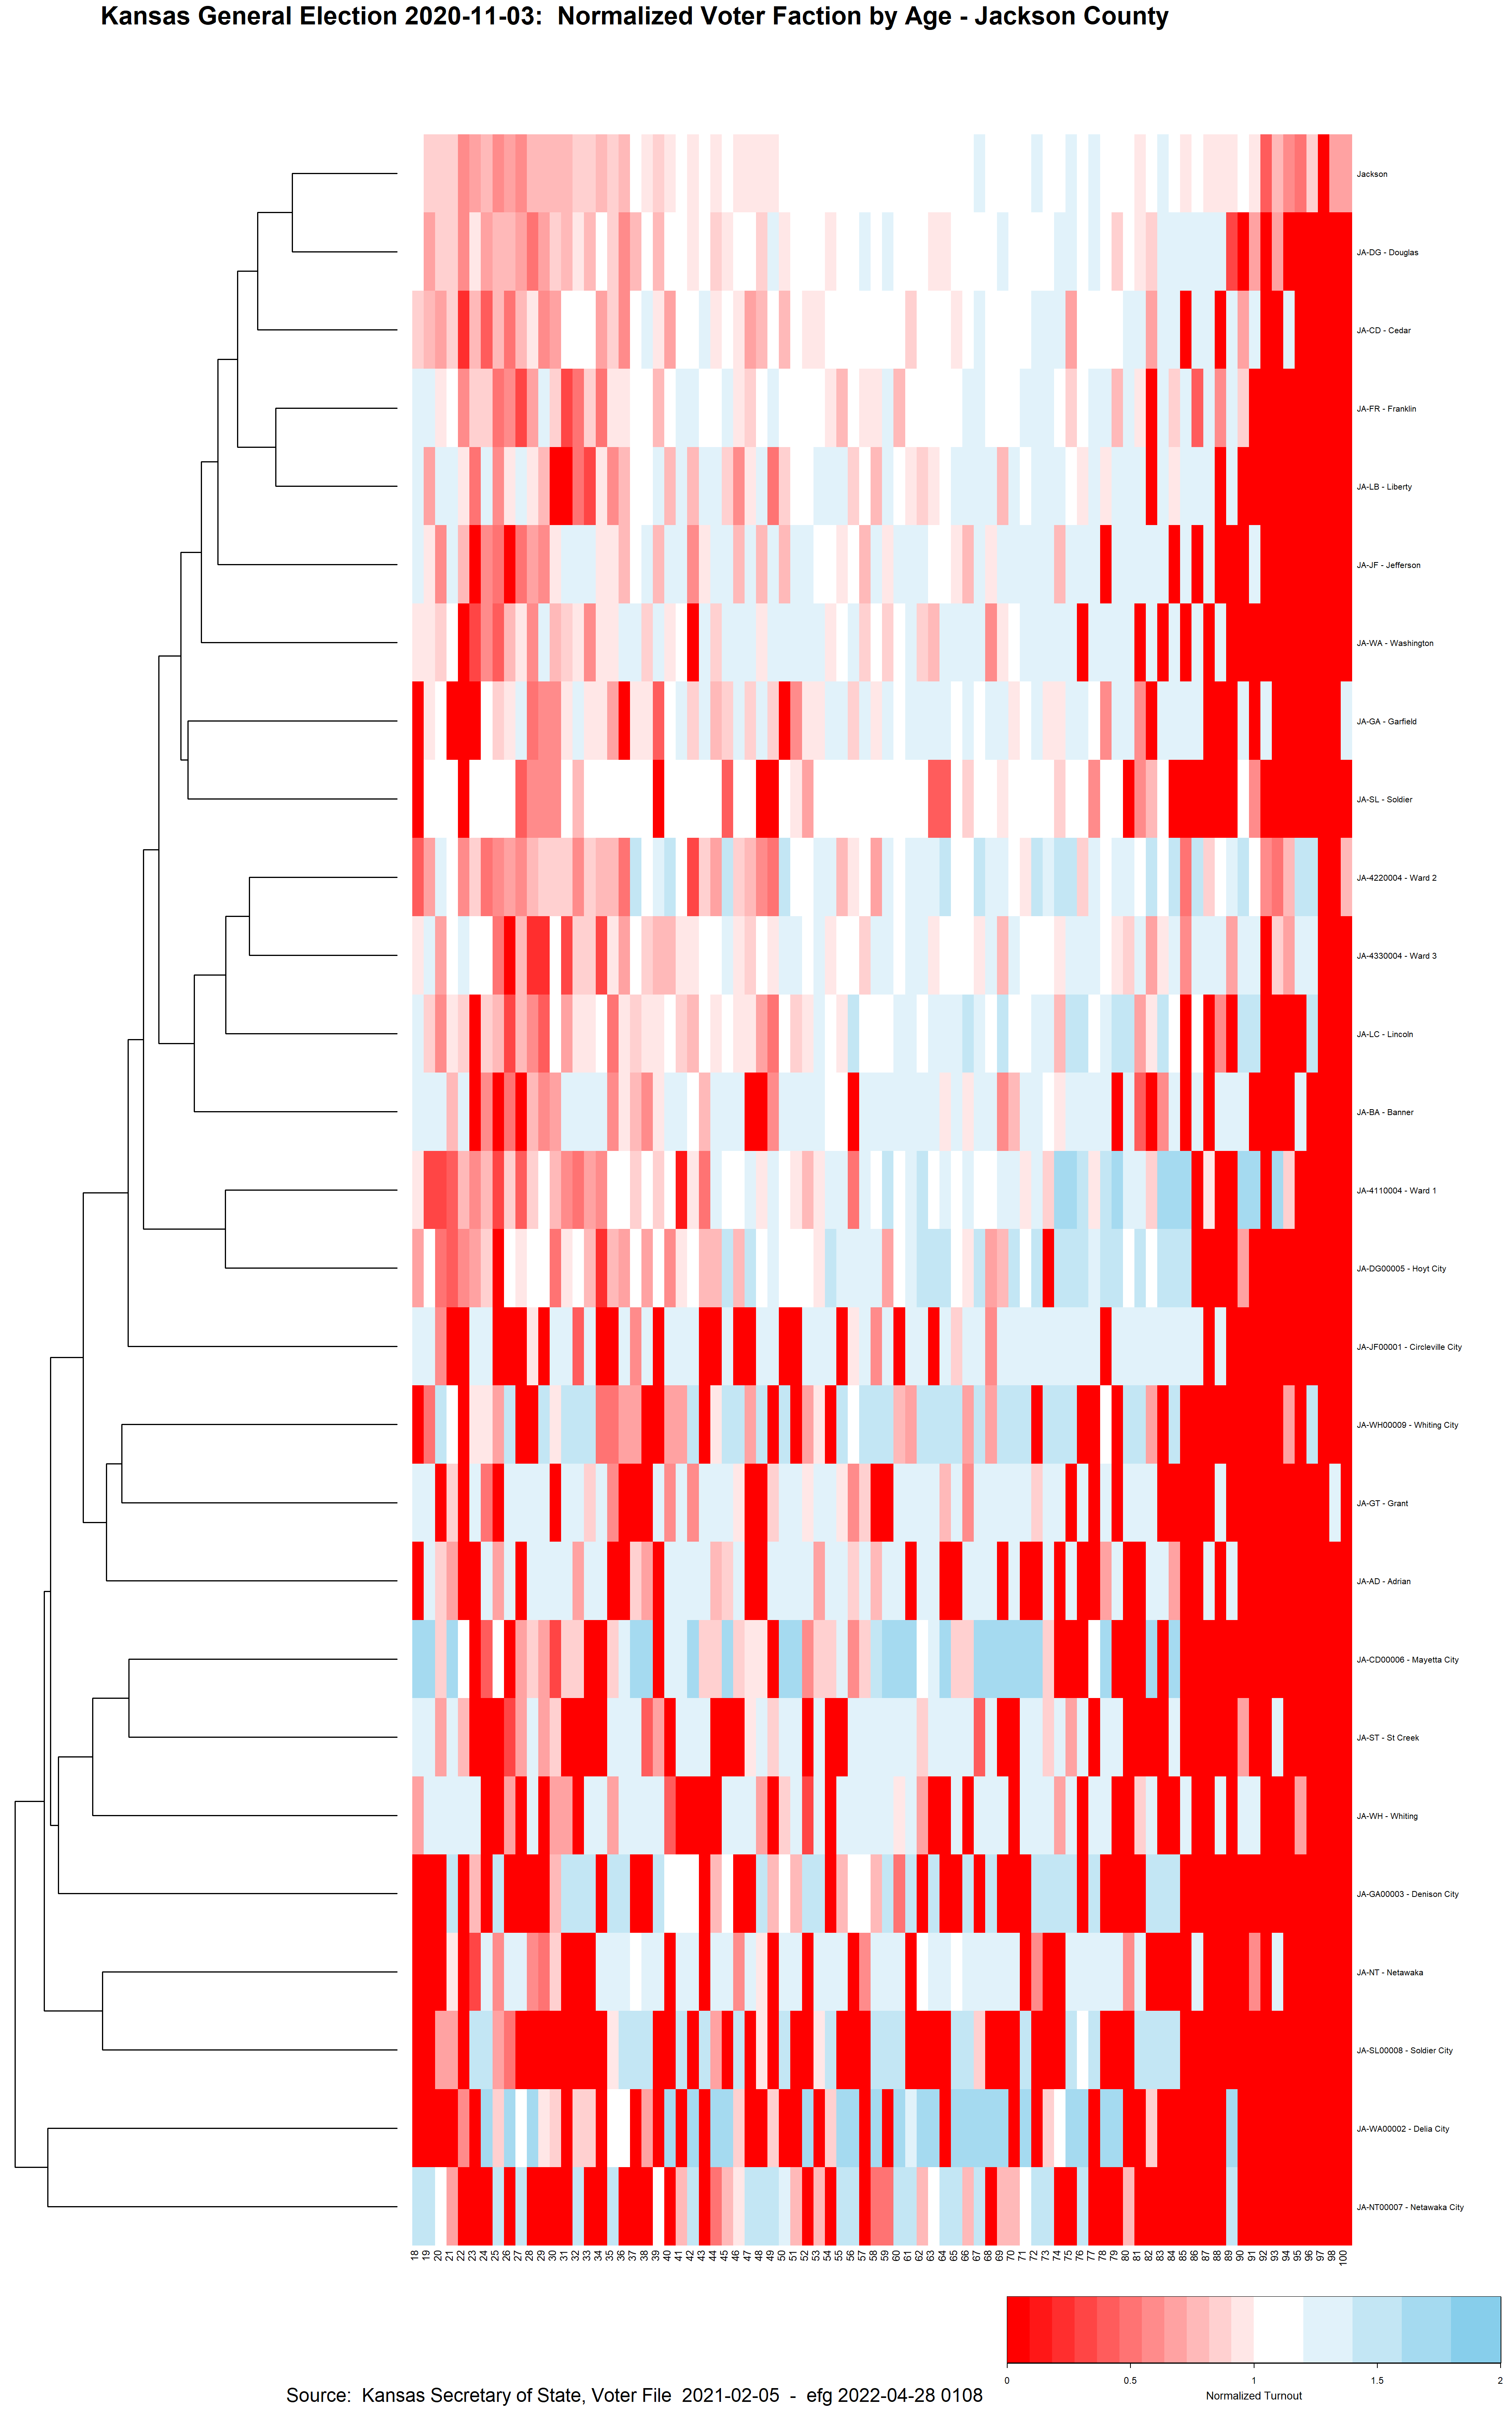 Kansas General Election 2020-11-03:  Normalized Voter Faction by Age - Jackson County
Jackson
JA-DG - Douglas
JA-CD - Cedar
JA-FR - Franklin
JA-LB - Liberty
JA-JF - Jefferson
JA-WA - Washington
JA-GA - Garfield
JA-SL - Soldier
JA-4220004 - Ward 2
JA-4330004 - Ward 3
JA-LC - Lincoln
JA-BA - Banner
JA-4110004 - Ward 1
JA-DG00005 - Hoyt City
JA-JF00001 - Circleville City
JA-WH00009 - Whiting City
JA-GT - Grant
JA-AD - Adrian
JA-CD00006 - Mayetta City
JA-ST - St Creek
JA-WH - Whiting
JA-GA00003 - Denison City
JA-NT - Netawaka
JA-SL00008 - Soldier City
JA-WA00002 - Delia City
JA-NT00007 - Netawaka City
18 19 20 21 22 23 24 25 26 27 28 29 30 31 32 33 34 35 36 37 38 39 40 41 42 43 44 45 46 47 48 49 50 51 52 53 54 55 56 57 58 59 60 61 62 63 64 65 66 67 68 69 70 71 72 73 74 75 76 77 78 79 80 81 82 83 84 85 86 87 88 89 90 91 92 93 94 95 96 97 98 100
0 0.5 1 1.5 2
Normalized Turnout
Source:  Kansas Secretary of State, Voter File  2021-02-05  -  efg 2022-04-28 0108